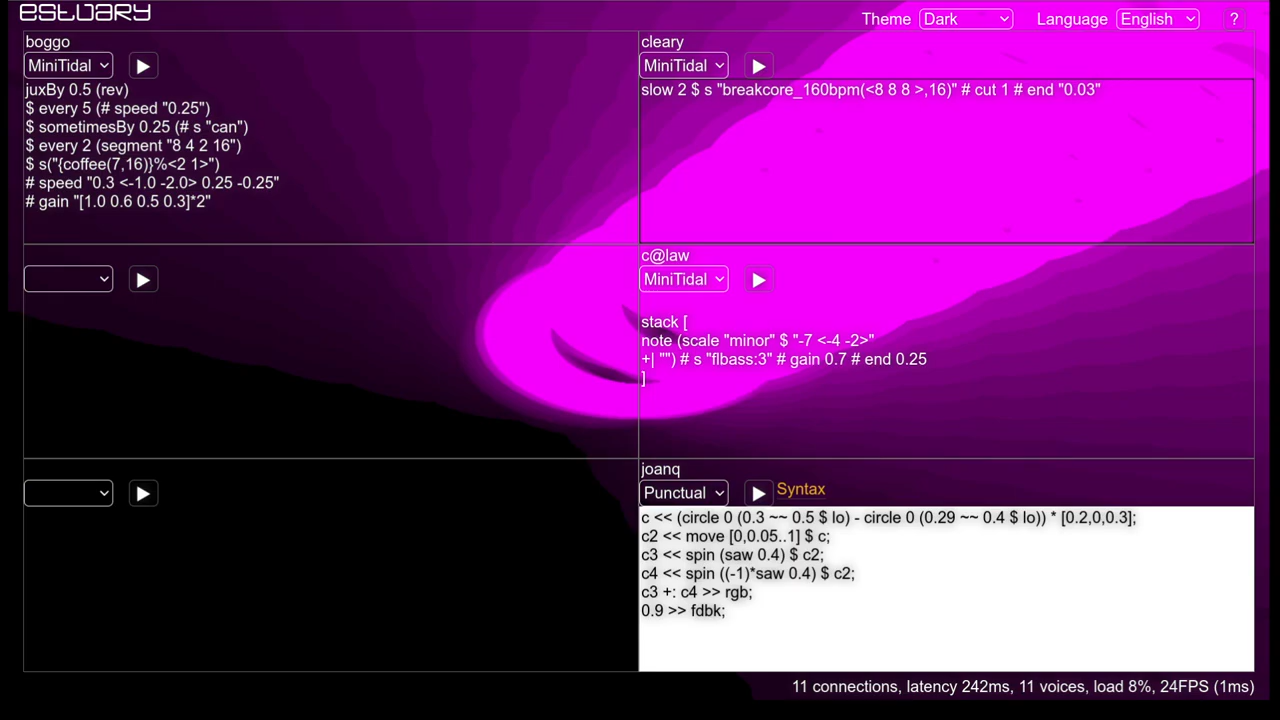 estuary
Theme Dark Language English ?
boggo
MiniTidal
juxBy 0.5 (rev)
$ every 5 (# speed "0.25")
$ sometimesBy 0.25 (# s "can")
$ every 2 (segment "8 4 2 16")
$ s("{coffee(7,16)}%<2 1>")
# speed "0.3 <-1.0 -2.0> 0.25 -0.25"
# gain "[1.0 0.6 0.5 0.3]*2"
cleary
MiniTidal
slow 2 $ s "breakcore_160bpm(<8 8 8 >,16)" # cut 1 # end "0.03"
c@law
MiniTidal
stack [
note (scale "minor" $ "-7 <-4 -2>"
+| "") # s "flbass:3" # gain 0.7 # end 0.25
]
joanq
Punctual Syntax
c << (circle 0 (0.3 ~~ 0.5 $ lo) - circle 0 (0.29 ~~ 0.4 $ lo)) * [0.2,0,0.3];
c2 << move [0,0.05..1] $ c;
c3 << spin (saw 0.4) $ c2;
c4 << spin ((-1)*saw 0.4) $ c2;
c3 +: c4 >> rgb;
0.9 >> fdbk;
11 connections, latency 242ms, 11 voices, load 8%, 24FPS (1ms)